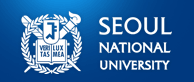 VERI LUX
TAS MEA
SEOUL
NATIONAL
UNIVERSITY